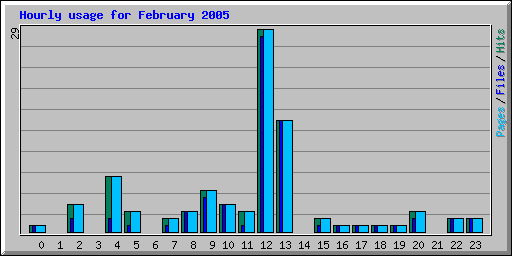 Hourly usage for February 2005
29
Pages/Files/Hits
0 1 2 3 4 5 6 7 8 9 10 11 12 13 14 15 16 17 18 19 20 21 22 23